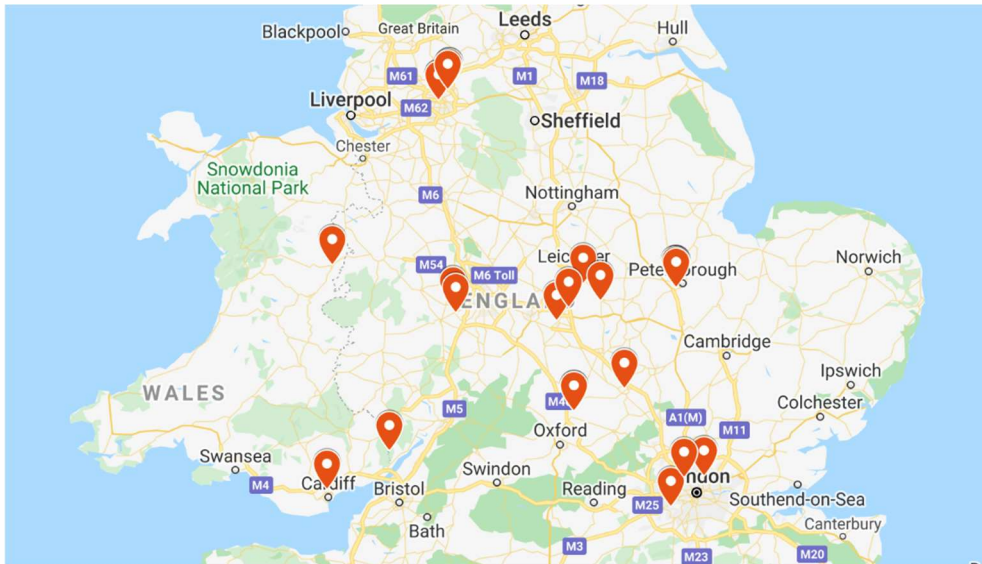 Leeds
Blackpool
Great Britain
Hull
M61
M1
M18
Liverpool
M62
Sheffield
Chester
Snowdonia
National Park
M6
Nottingham
Norwich
M54
M6 Toll
Cambridge
WALES
Ipswich
M5
Colchester
A1(M)
M11
Oxford
Swansea
Swindon
M4
Cardiff
Bristol
Reading
Southend-on-Sea
M25
Bath
Canterbury
M3
M23
M20